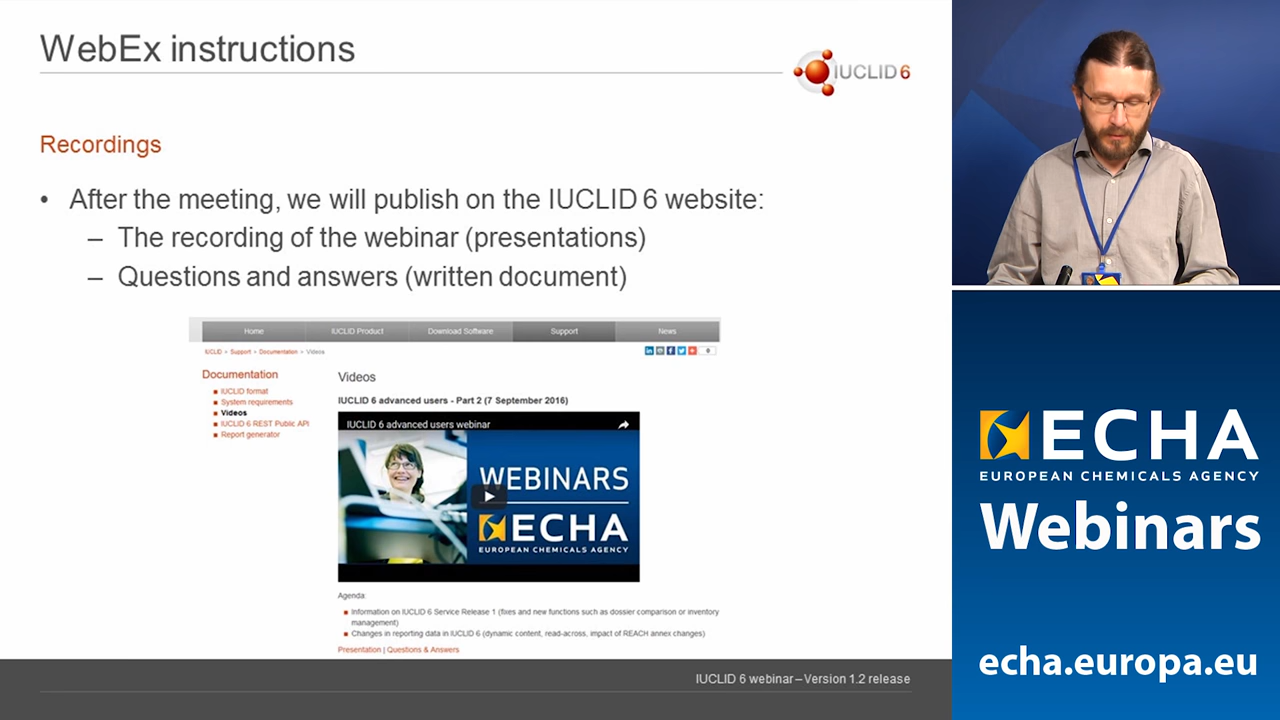 WebEx instructions
IUCLID 6
Recordings
• After the meeting, we will publish on the IUCLID 6 website:
– The recording of the webinar (presentations)
– Questions and answers (written document)
Home IUCLID Product Download Software Support News
IUCLID » Support » Documentation » Videos
0
Documentation
IUCLID format
System requirements
Videos
IUCLID 6 REST Public API
Report generator
Videos
IUCLID 6 advanced users - Part 2 (7 September 2016)
IUCLID 6 advanced users webinar
WEBINARS
ECHA
EUROPEAN CHEMICALS AGENCY
Agenda:
IUCLID 6 Service Release 1 (fixes and new functions such as dossier comparison or inventory
management)
Changes in reporting data in IUCLID 6 (dynamic content, read-across, impact of REACH annex changes)
Presentation | Questions & Answers
IUCLID 6 webinar – Version 1.2 release
ECHA
EUROPEAN CHEMICALS AGENCY
Webinars
echa.europa.eu